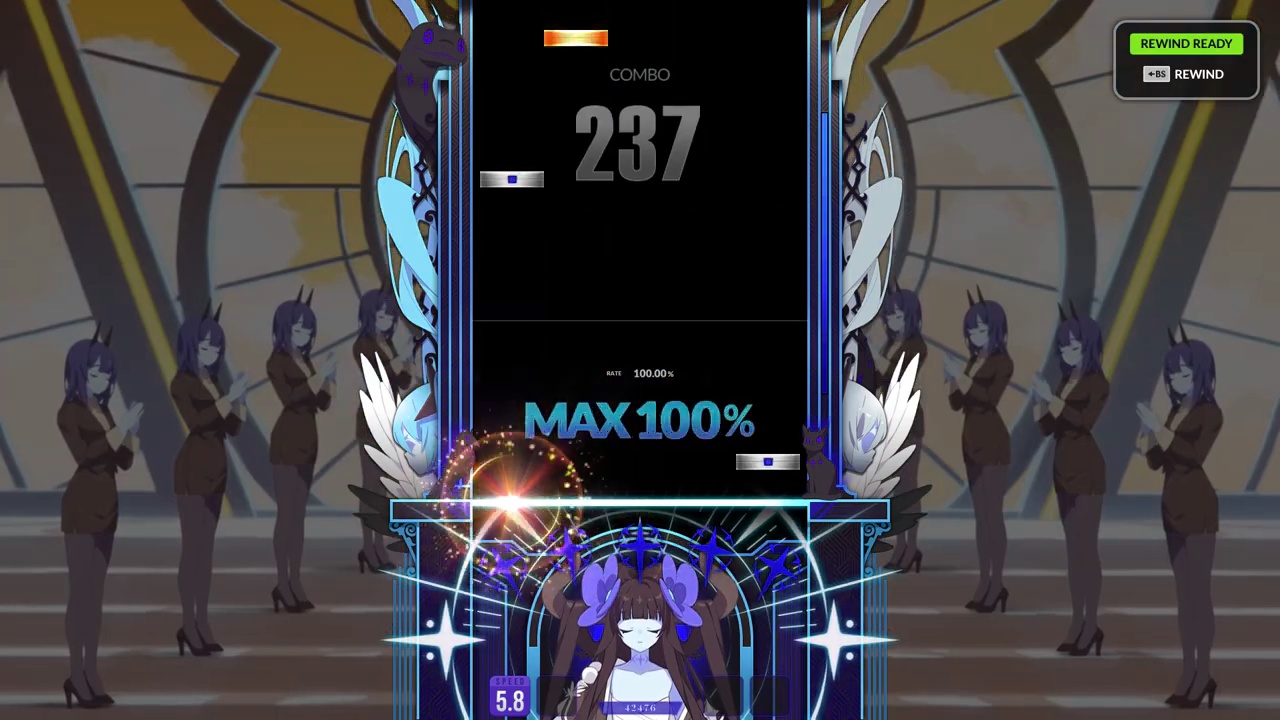 REWIND READY
←BS REWIND
COMBO
237
RATE 100.00%
MAX 100%
SPEED
5.8
42476